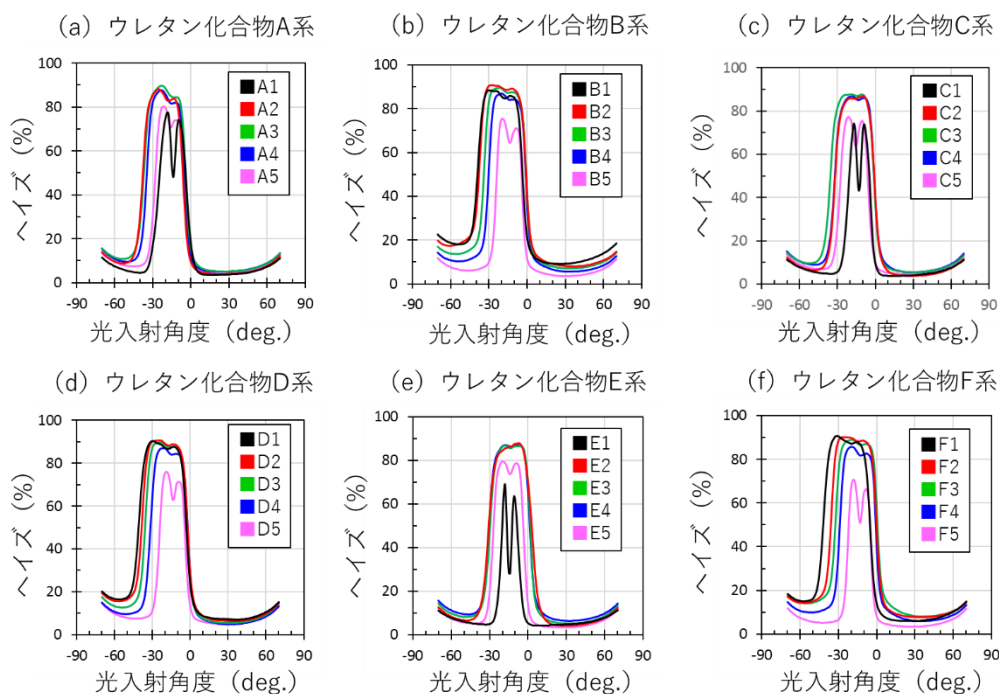 (a) ウレタン化合物A系
100
80
60
40
20
0
ヘイズ (%)
A1
A2
A3
A4
A5
-90 -60 -30 0 30 60 90
光入射角度 (deg.)
(b) ウレタン化合物B系
100
80
60
40
20
0
ヘイズ (%)
B1
B2
B3
B4
B5
-90 -60 -30 0 30 60 90
光入射角度 (deg.)
(c) ウレタン化合物C系
100
80
60
40
20
0
ヘイズ (%)
C1
C2
C3
C4
C5
-90 -60 -30 0 30 60 90
光入射角度 (deg.)
(d) ウレタン化合物D系
100
80
60
40
20
0
ヘイズ (%)
D1
D2
D3
D4
D5
-90 -60 -30 0 30 60 90
光入射角度 (deg.)
(e) ウレタン化合物E系
100
80
60
40
20
0
ヘイズ (%)
E1
E2
E3
E4
E5
-90 -60 -30 0 30 60 90
光入射角度 (deg.)
(f) ウレタン化合物F系
100
80
60
40
20
0
ヘイズ (%)
F1
F2
F3
F4
F5
-90 -60 -30 0 30 60 90
光入射角度 (deg.)